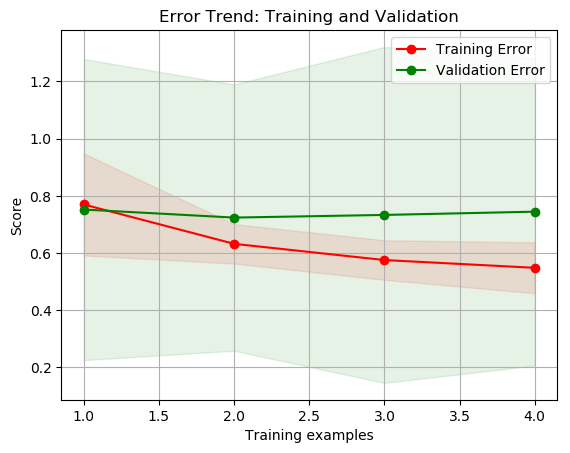 Error Trend: Training and Validation
Training Error
Validation Error
Score
1.2
1.0
0.8
0.6
0.4
0.2
1.0 1.5 2.0 2.5 3.0 3.5 4.0
Training examples